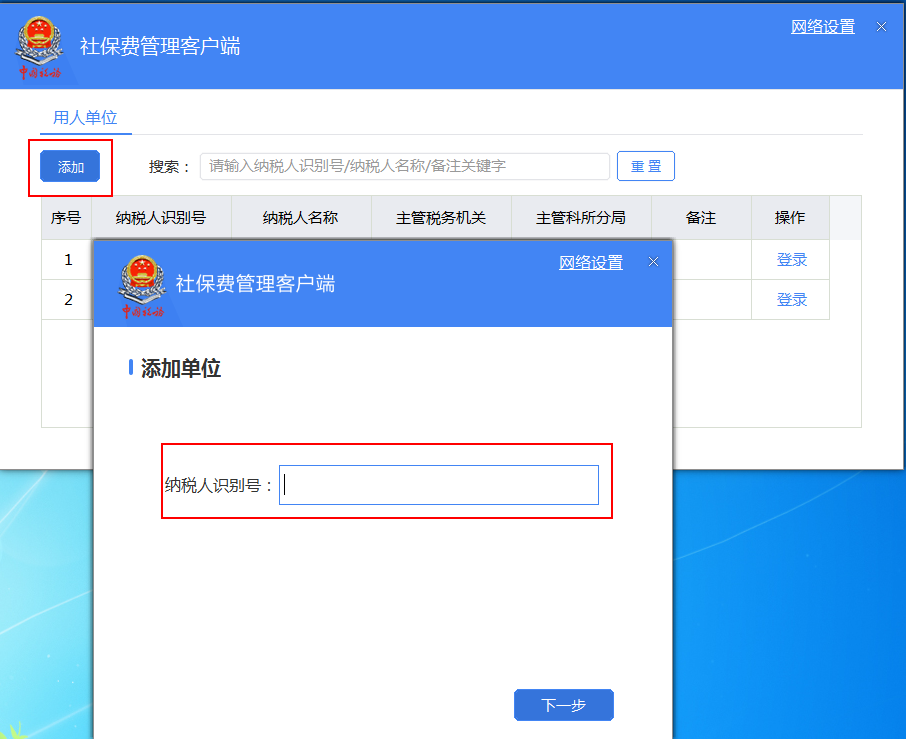 网络设置
社保费管理客户端
中国税务
用人单位
添加 搜索： 请输入纳税人识别号/纳税人名称/备注关键字 重 置
序号 纳税人识别号 纳税人名称 主管税务机关 主管科所分局 备注 操作
1 登录
2 登录
网络设置
社保费管理客户端
中国税务
添加单位
纳税人识别号：
下一步